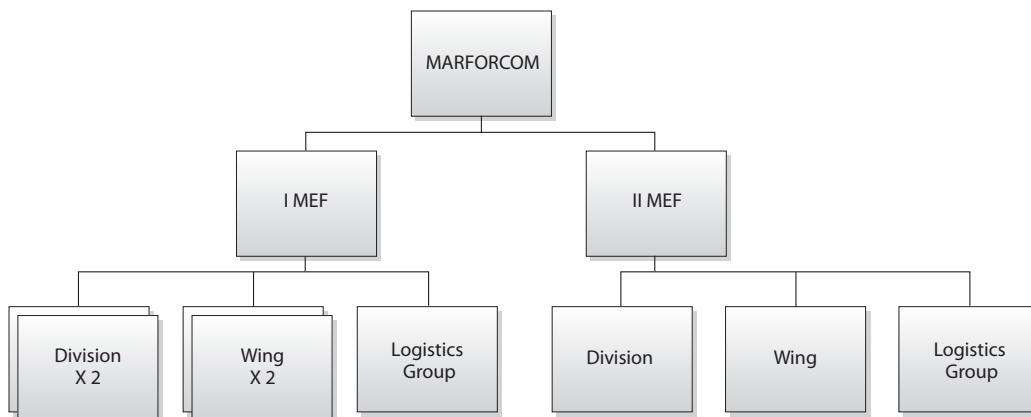 MARFORCOM
I MEF
II MEF
Division
X 2
Wing
X 2
Logistics
Group
Division
Wing
Logistics
Group